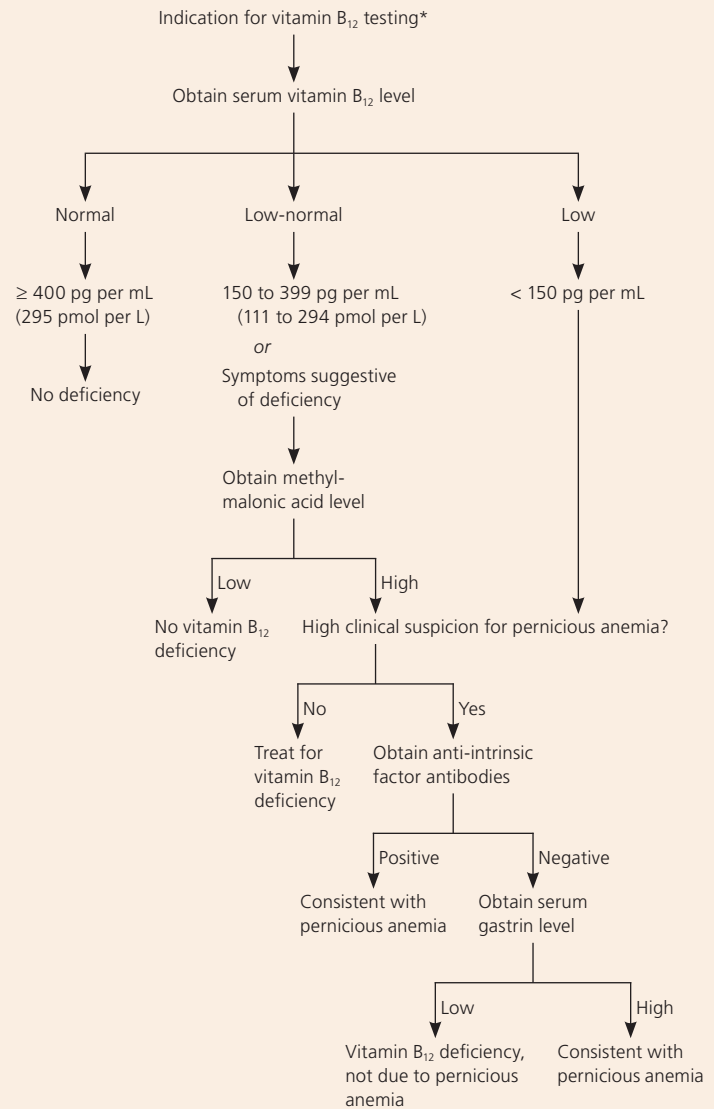 Indication for vitamin B₁₂ testing*
Obtain serum vitamin B₁₂ level
Normal
Low-normal
Low
≥ 400 pg per mL
(295 pmol per L)
150 to 399 pg per mL
(111 to 294 pmol per L)
or
Symptoms suggestive
of deficiency
< 150 pg per mL
No deficiency
Obtain methyl-
malonic acid level
Low
High
No vitamin B₁₂
deficiency
High clinical suspicion for pernicious anemia?
No
Yes
Treat for
vitamin B₁₂
deficiency
Obtain anti-intrinsic
factor antibodies
Positive
Negative
Consistent with
pernicious anemia
Obtain serum
gastrin level
Low
High
Vitamin B₁₂ deficiency,
not due to pernicious
anemia
Consistent with
pernicious anemia